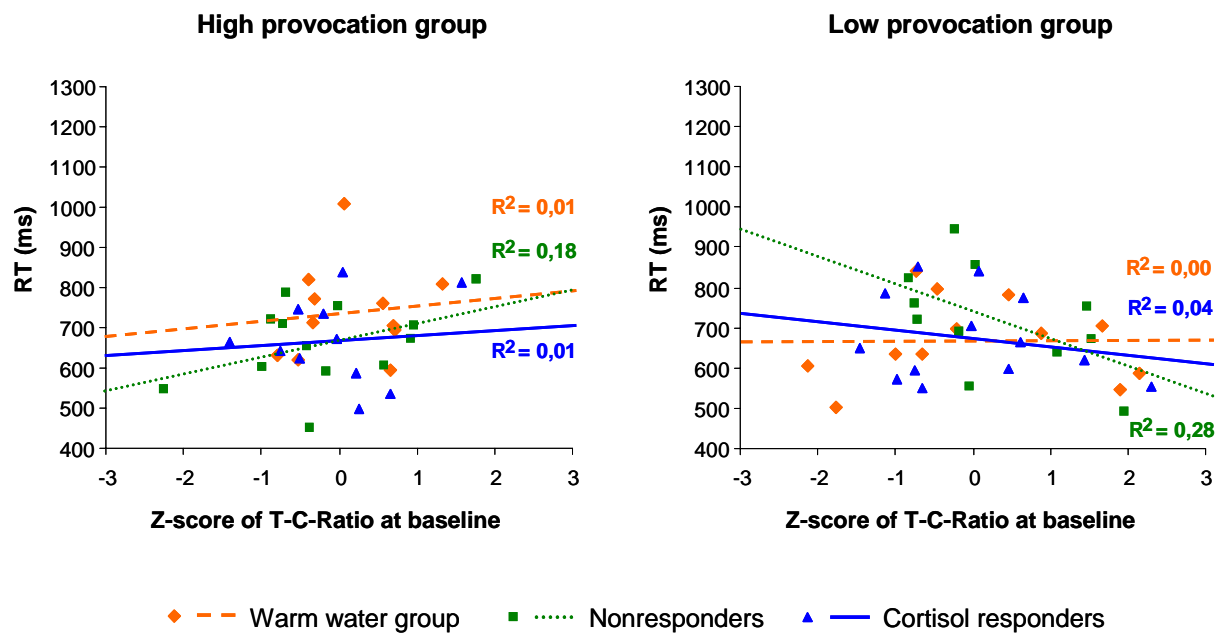 High provocation group
Low provocation group
RT (ms)
1300
1200
1100
1000
900
800
700
600
500
400
-3
-2
-1
0
1
2
3
R2 = 0,01
R2 = 0,18
R2 = 0,01
Z-score of T-C-Ratio at baseline
RT (ms)
1300
1200
1100
1000
900
800
700
600
500
400
-3
-2
-1
0
1
2
3
R2 = 0,00
R2 = 0,04
R2 = 0,28
Z-score of T-C-Ratio at baseline
Warm water group
Nonresponders
Cortisol responders